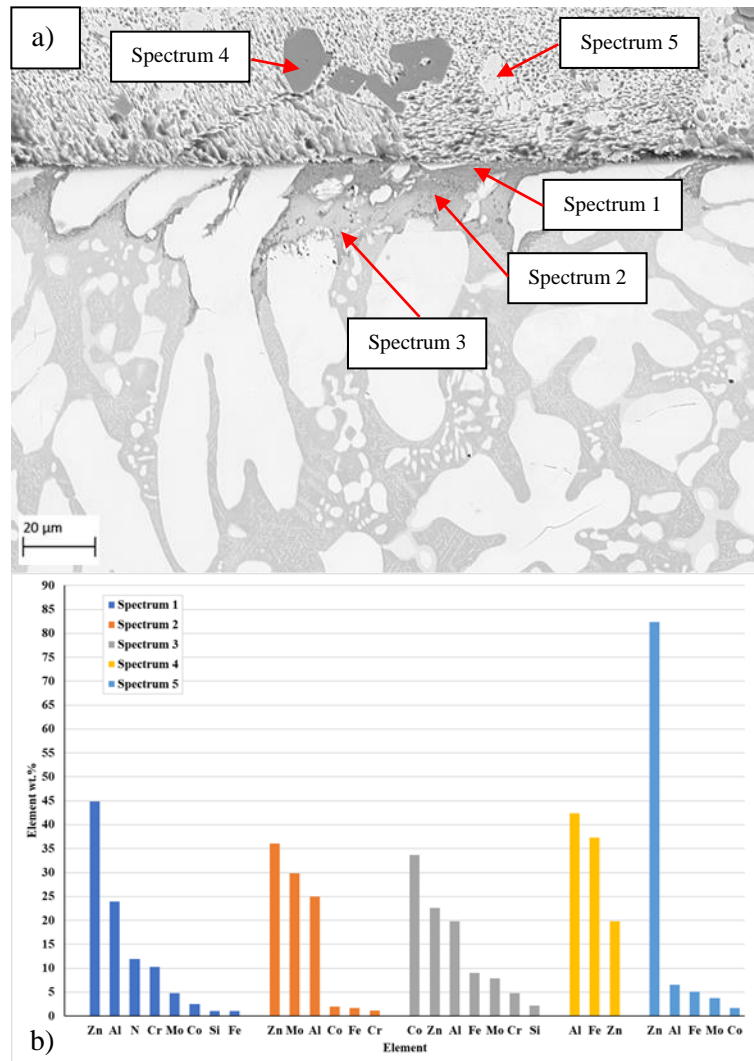 a)
Spectrum 4
Spectrum 5
Spectrum 1
Spectrum 2
Spectrum 3
20 µm
90
85
80
75
70
65
60
55
50
45
40
35
30
25
20
15
10
5
0
Element wt.%
Spectrum 1
Spectrum 2
Spectrum 3
Spectrum 4
Spectrum 5
Zn Al N Cr Mo Co Si Fe Zn Mo Al Co Fe Cr Co Zn Al Fe Mo Cr Si Al Fe Zn Zn Al Fe Mo Co
Element
b)